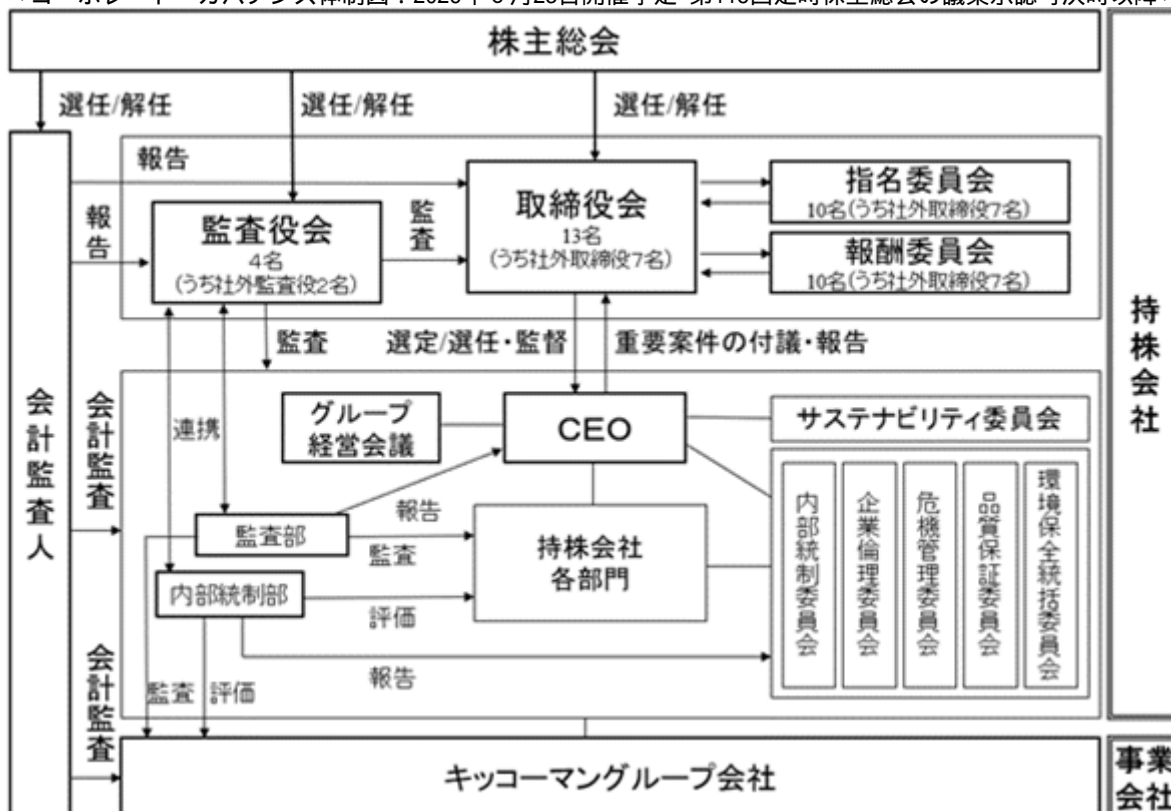 株主総会
選任/解任
選任/解任
選任/解任
報告
報告
監査役会
4名
(うち社外監査役2名)
監査
取締役会
13名
(うち社外取締役7名)
指名委員会
10名(うち社外取締役7名)
報酬委員会
10名(うち社外取締役7名)
監査
選定/選任・監督
重要案件の付議・報告
持株会社
会計監査人
会計監査
連携
グループ
経営会議
CEO
サステナビリティ委員会
報告
監査部
監査
持株会社
各部門
内部統制部
評価
報告
内部統制委員会
企業倫理委員会
危機管理委員会
品質保証委員会
環境保全統括委員会
会計監査
監査
評価
キッコーマングループ会社
事業
会社